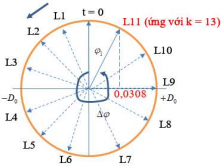 t = 0
L1
L11 (ứng với k = 13)
L2
φ₁
L10
L3
L9
−D₀
0,0308
+D₀
L4
Δφ
L8
L5
L6
L7